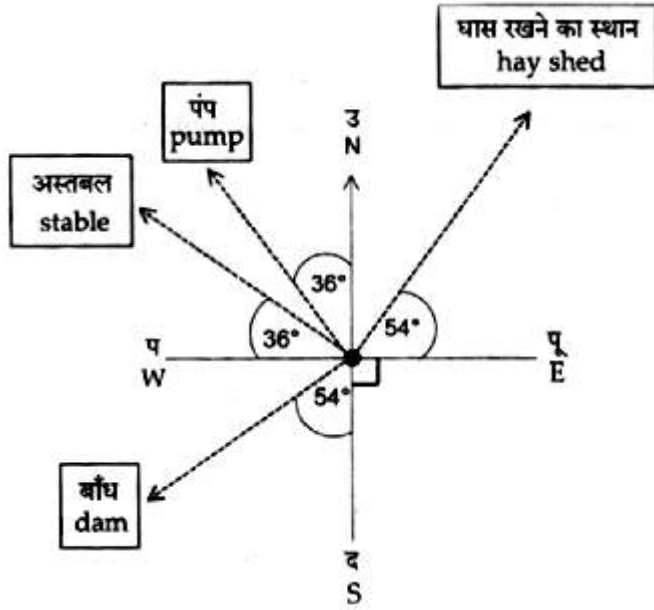 घास रखने का स्थान
hay shed
पंप
pump
उ
N
अस्तबल
stable
36°
36°
54°
प
W
पू
E
54°
बाँध
dam
द
S